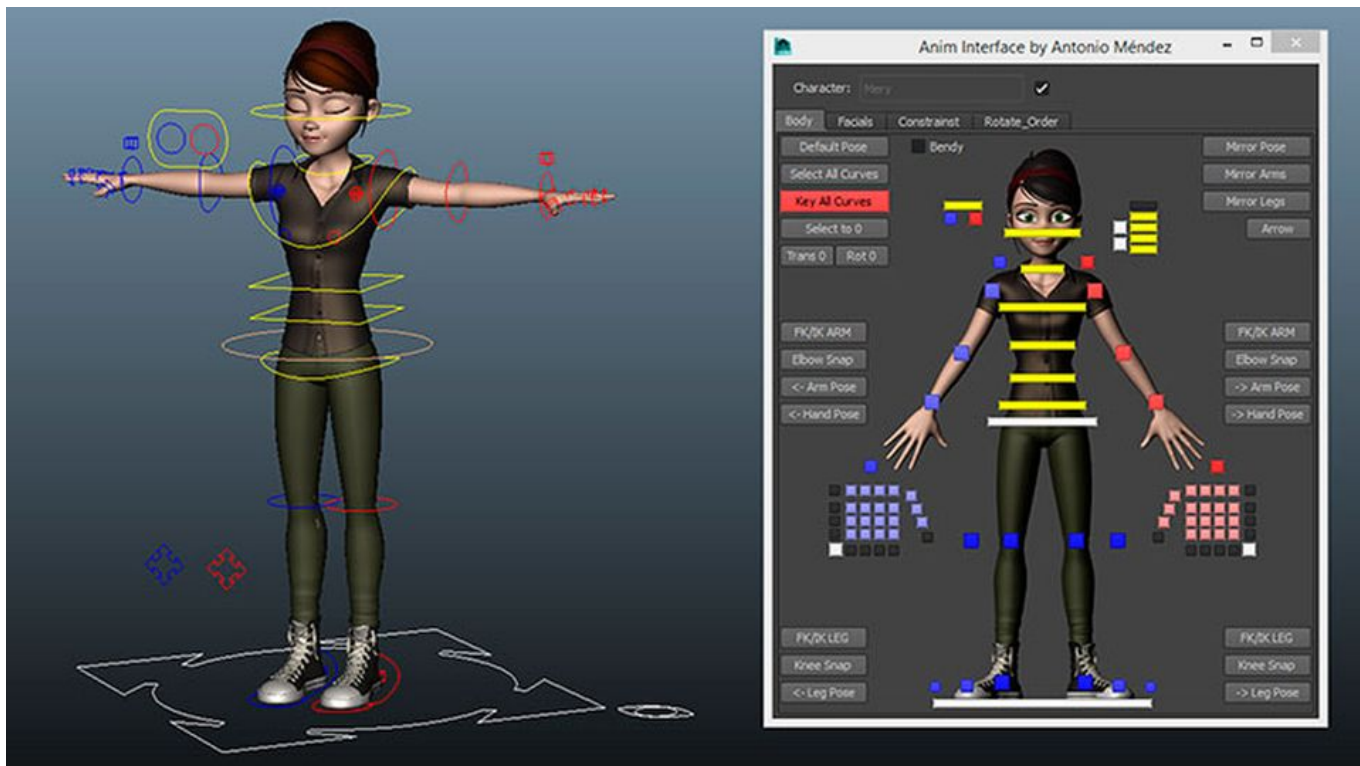 Anim Interface by Antonio Méndez
Character: Mery
Body Facials Constrainst Rotate_Order
Default Pose Bendy Mirror Pose
Select All Curves Mirror Arms
Key All Curves Mirror Legs
Select to 0 Arrow
Trans 0 Rot 0
FK/IK ARM FK/IK ARM
Elbow Snap Elbow Snap
<- Arm Pose -> Arm Pose
<- Hand Pose -> Hand Pose
FK/IK LEG FK/IK LEG
Knee Snap Knee Snap
<- Leg Pose -> Leg Pose